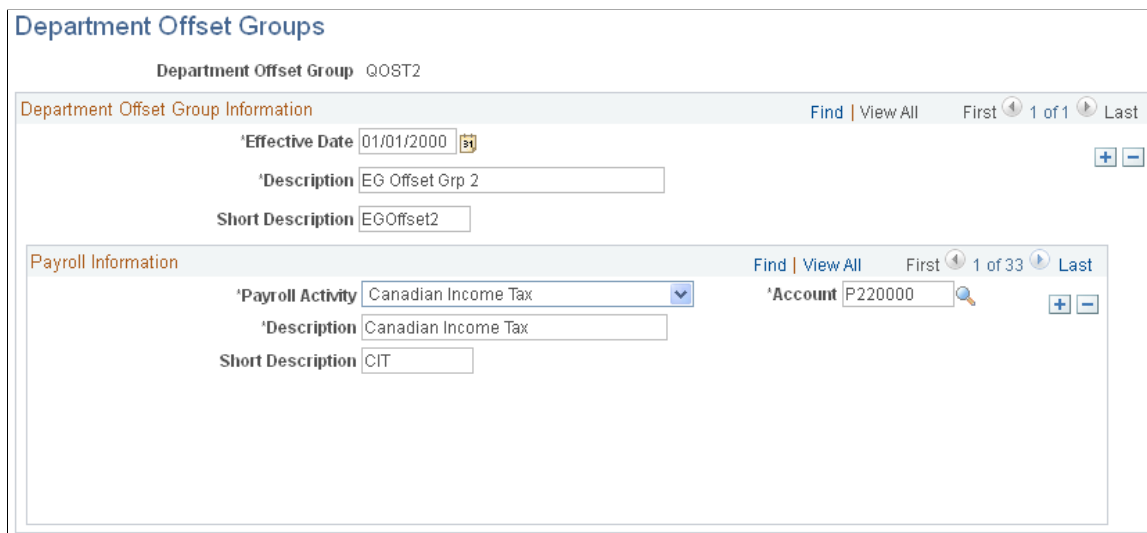 Department Offset Groups
Department Offset Group QOST2
Department Offset Group Information Find | View All First 1 of 1 Last
*Effective Date 01/01/2000 31
*Description EG Offset Grp 2
Short Description EGOffset2
Payroll Information Find | View All First 1 of 33 Last
*Payroll Activity Canadian Income Tax *Account P220000
*Description Canadian Income Tax
Short Description CIT